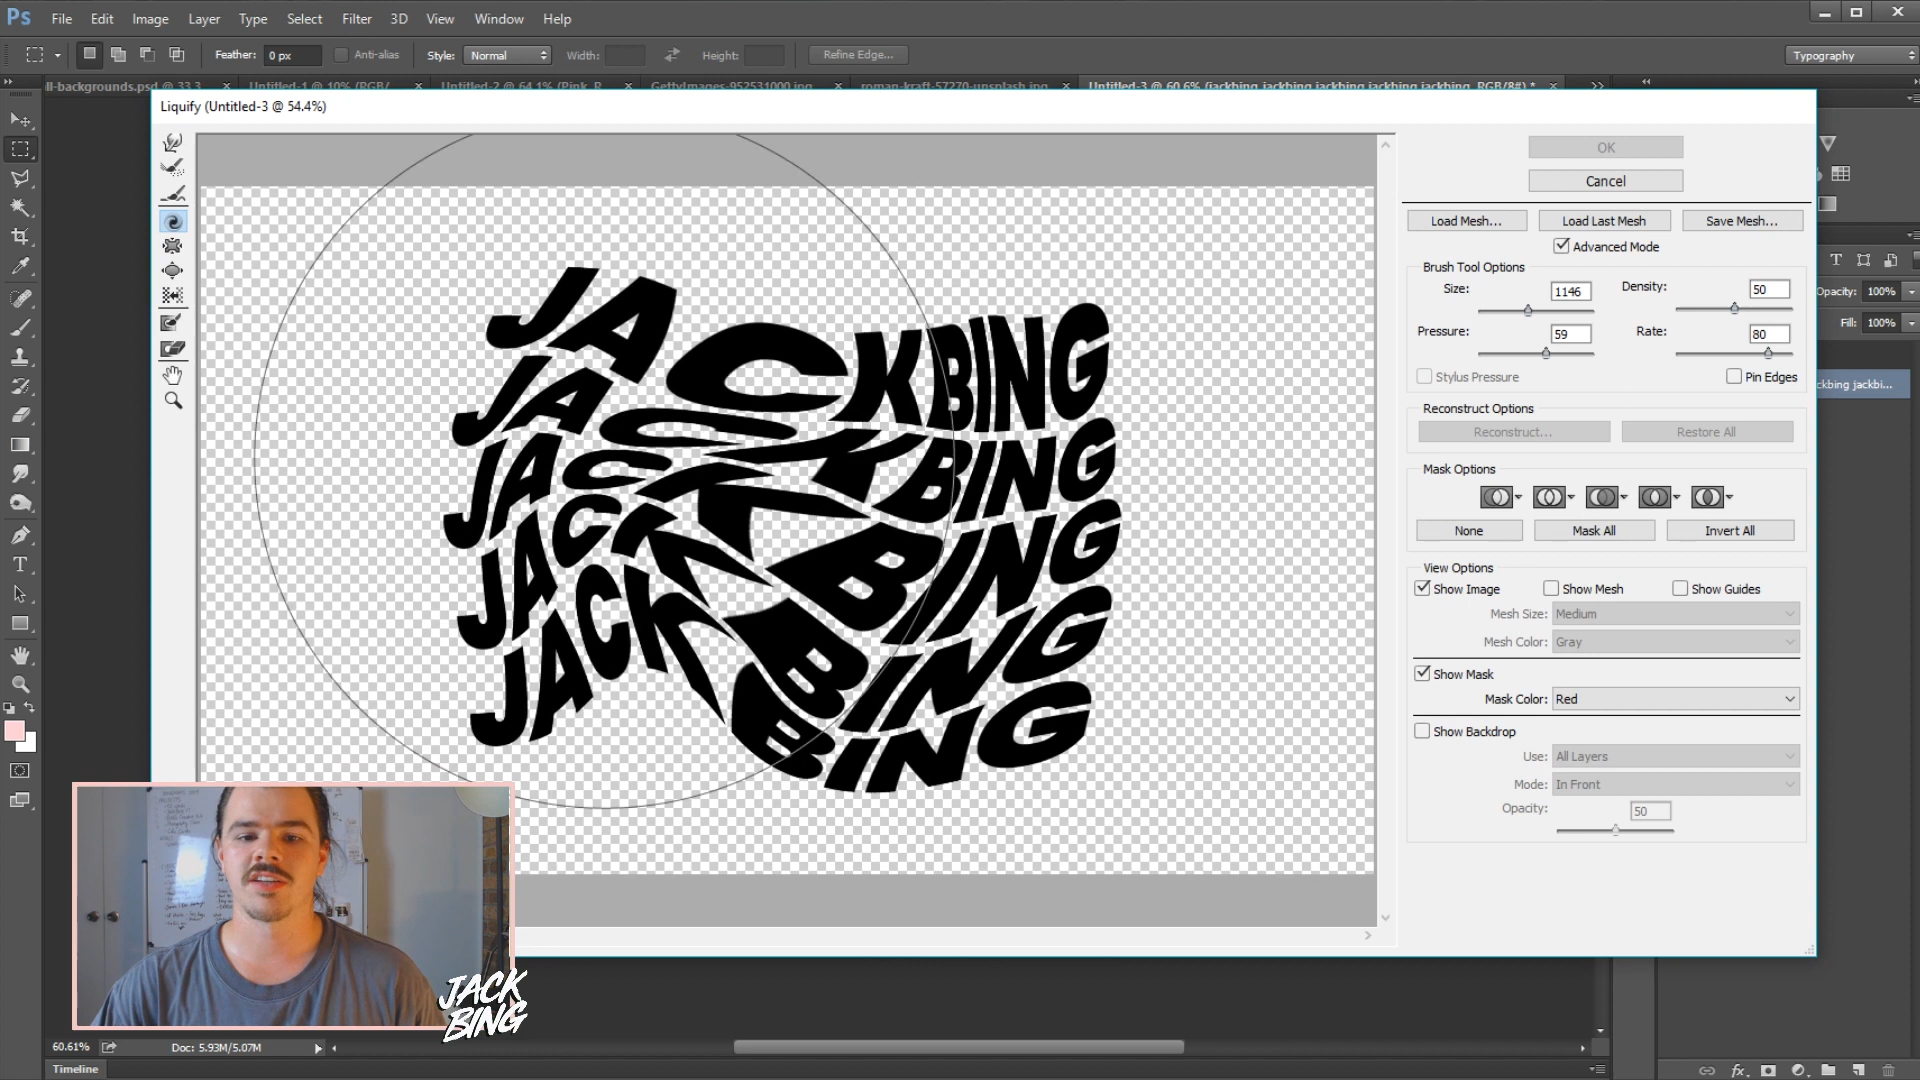 Ps File Edit Image Layer Type Select Filter 3D View Window Help
Feather: 0 px Anti-alias Style: Normal Width: Height: Refine Edge... Typography
ll-backgrounds.psd @ 33.3 Untitled-1 @ 10% (RGB/ Untitled-2 @ 64.1% (Pink, R GettyImages-952531000.jpg roman-kraft-57270-unsplash.jpg Untitled-3 @ 60.6% (jackbing jackbing jackbing jackbing jackbing, RGB/8#) *
Liquify (Untitled-3 @ 54.4%)
OK
Cancel
Load Mesh... Load Last Mesh Save Mesh...
Advanced Mode
Brush Tool Options
Size: 1146 Density: 50
Pressure: 59 Rate: 80
Stylus Pressure Pin Edges
Reconstruct Options
Reconstruct... Restore All
Mask Options
None Mask All Invert All
View Options
Show Image Show Mesh Show Guides
Mesh Size: Medium
Mesh Color: Gray
Show Mask
Mask Color: Red
Show Backdrop
Use: All Layers
Mode: In Front
Opacity: 50
Opacity: 100%
Fill: 100%
ckbing jackbi...
JACKBING
JACKBING
JACKBING
JACKBING
JACKBING
JACK
BING
60.61% Doc: 5.93M/5.07M
Timeline
fx